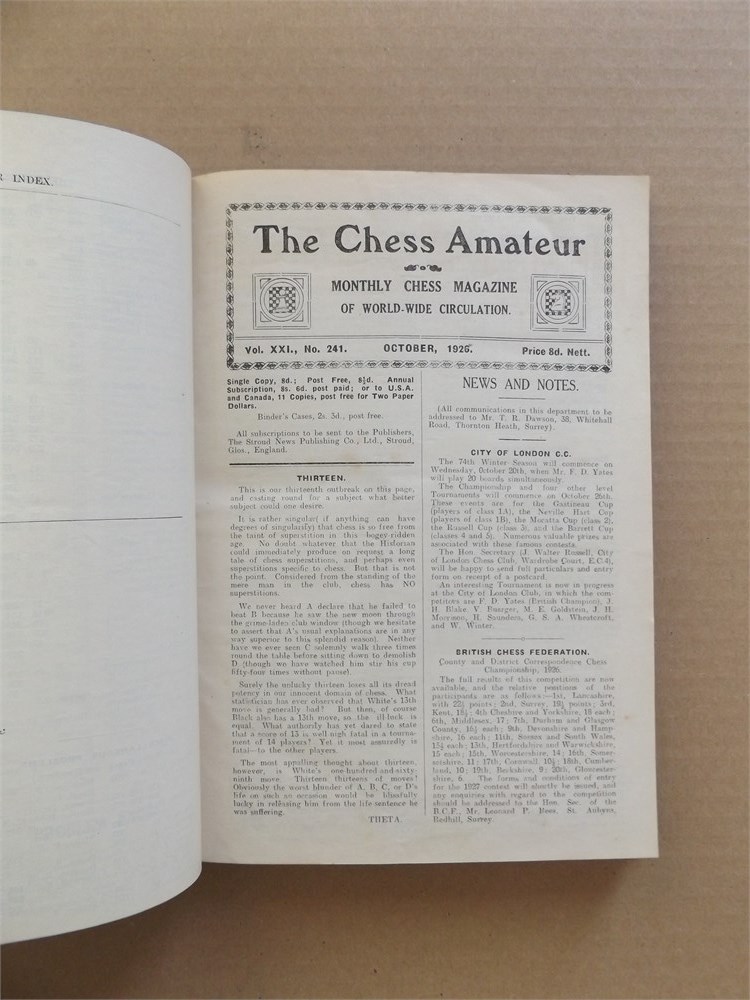 R INDEX.
The Chess Amateur
MONTHLY CHESS MAGAZINE
OF WORLD-WIDE CIRCULATION.
Vol. XXI., No. 241.
OCTOBER, 1926.
Price 8d. Nett.
Single Copy, 8d.; Post Free, 8½d. Annual
Subscription, 8s. 6d. post paid; or to U.S.A.
and Canada, 11 Copies, post free for Two Paper
Dollars.
Binder's Cases, 2s. 3d., post free.
All subscriptions to be sent to the Publishers,
The Stroud News Publishing Co., Ltd., Stroud,
Glos., England.
THIRTEEN.
This is our thirteenth outbreak on this page,
and casting round for a subject what better
subject could one desire.
It is rather singular( if anything can have
degrees of singularity) that chess is so free from
the taint of superstition in this bogey-ridden
age. No doubt whatever that the Historian
could immediately produce on request a long
tale of chess superstitions, and perhaps even
superstitions specific to chess. But that is not
the point. Considered from the standing of the
mere man in the club, chess has NO
superstitions.
We never heard A declare that he failed to
beat B because he saw the new moon through
the grime-laden club window (though we hesitate
to assert that A's usual explanations are in any
way superior to this splendid reason). Neither
have we ever seen C solemnly walk three times
round the table before sitting down to demolish
D (though we have watched him stir his cup
fifty-four times without pause).
Surely the unlucky thirteen loses all its dread
potency in our innocent domain of chess. What
statistician has ever observed that White's 13th
move is generally bad? But then, of course
Black also has a 13th move, so the ill-luck is
equal. What authority has yet dared to state
that a score of 13 is well nigh fatal in a tourna-
ment of 14 players? Yet it most assuredly is
fatal—to the other players.
The most appalling thought about thirteen,
however, is White's one-hundred-and-sixty-
ninth move. Thirteen thirteens of moves!
Obviously the worst blunder of A, B, C, or D's
life on such an occasion would be blissfully
lucky in relesing him from the life sentence he
was suffering.
THETA.
NEWS AND NOTES.
(All communications in this department to be
addressed to Mr. T. R. Dawson, 38, Whitehall
Road, Thornton Heath, Surrey).
CITY OF LONDON C.C.
The 74th Winter Season will commence on
Wednesday, October 20th, when Mr. F. D. Yates
will play 20 boards simultaneously.
The Championship and four other level
Tournaments will commence on October 26th.
These events are for the Gastineau Cup
(players of class 1A), the Neville Hart Cup
(players of class 1B), the Mocatta Cup (class 2),
the Russell Cup (class 3), and the Barrett Cup
(classes 4 and 5). Numerous valuable prizes are
associated with these famous contests.
The Hon. Secretary (J. Walter Russell, City
of London Chess Club, Wardrobe Court, E.C.4),
will be happy to send full particulars and entry
form on receipt of a postcard.
An interesting Tournament is now in progress
at the City of London Club, in which the com-
petitors are F. D. Yates (British Champion), J.
H. Blake, V. Buerger, M. E. Goldstein, J. H.
Morrison, H. Saunders, G. S. A. Wheatcroft,
and W. Winter.
BRITISH CHESS FEDERATION.
County and District Correspondence Chess
Championship, 1926.
The full results of this competition are now
available, and the relative positions of the
participants are as follows:—1st, Lancashire,
with 22½ points; 2nd, Surrey, 19½ points; 3rd,
Kent, 18½; 4th Cheshire and Yorkshire, 18 each;
6th, Middlesex, 17; 7th, Durham and Glasgow
County, 16½ each; 9th, Devonshire and Hamp-
shire, 16 each; 11th, Sussex and South Wales,
15½ each; 13th, Hertfordshire and Warwickshire,
15 each; 15th, Worcestershire, 14; 16th, Somer-
setshire, 11; 17th, Cornwall, 10½; 18th, Cumber-
land, 10; 19th, Berkshire, 9; 20th, Gloucester-
shire, 6. The forms and conditions of entry
for the 1927 contest will shortly be issued, and
any enquiries with regard to the competition
should be addressed to the Hon. Sec. of the
B.C.F., Mr. Leonard P. Rees, St. Aubyns,
Redhill, Surrey.